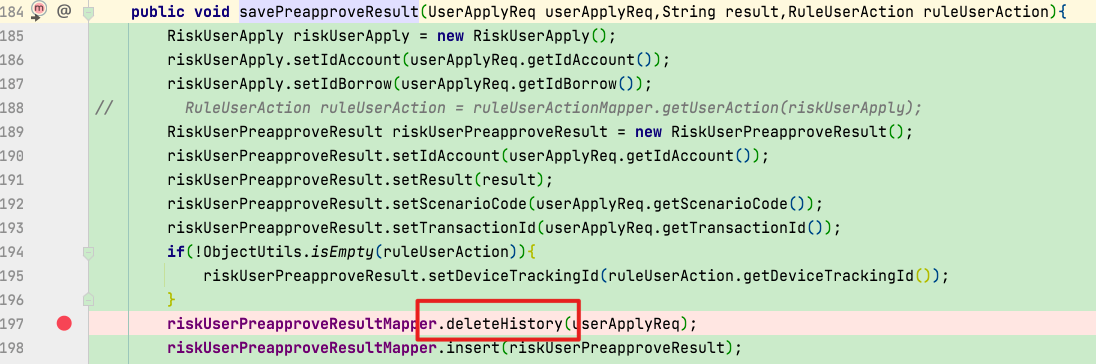 184 @ public void savePreapproveResult(UserApplyReq userApplyReq,String result,RuleUserAction ruleUserAction){
185 RiskUserApply riskUserApply = new RiskUserApply();
186 riskUserApply.setIdAccount(userApplyReq.getIdAccount());
187 riskUserApply.setIdBorrow(userApplyReq.getIdBorrow());
188 // RuleUserAction ruleUserAction = ruleUserActionMapper.getUserAction(riskUserApply);
189 RiskUserPreapproveResult riskUserPreapproveResult = new RiskUserPreapproveResult();
190 riskUserPreapproveResult.setIdAccount(userApplyReq.getIdAccount());
191 riskUserPreapproveResult.setResult(result);
192 riskUserPreapproveResult.setScenarioCode(userApplyReq.getScenarioCode());
193 riskUserPreapproveResult.setTransactionId(userApplyReq.getTransactionId());
194 if(!ObjectUtils.isEmpty(ruleUserAction)){
195 riskUserPreapproveResult.setDeviceTrackingId(ruleUserAction.getDeviceTrackingId());
196 }
197 riskUserPreapproveResultMapper.deleteHistory(userApplyReq);
198 riskUserPreapproveResultMapper.insert(riskUserPreapproveResult);